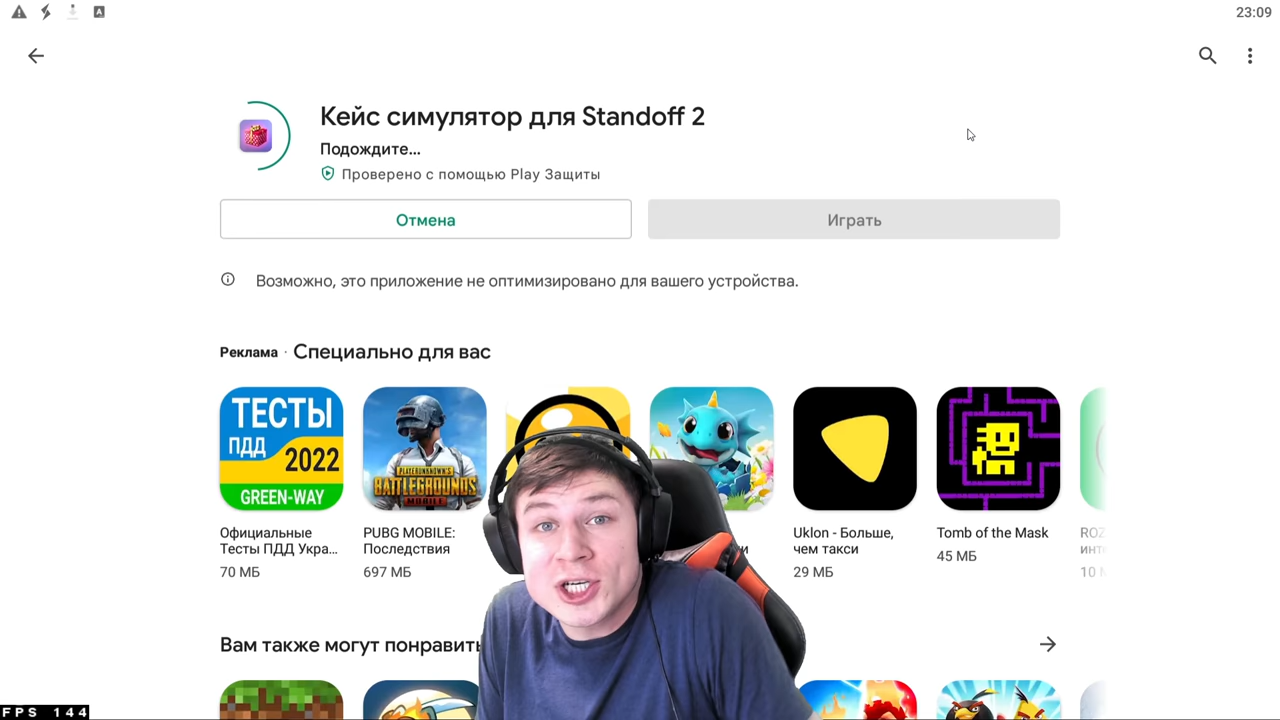 23:09
Кейс симулятор для Standoff 2
Подождите...
Проверено с помощью Play Защиты
Отмена
Играть
Возможно, это приложение не оптимизировано для вашего устройства.
Реклама · Специально для вас
ТЕСТЫ
ПДД
2022
GREEN-WAY
PLAYERUNKNOWN'S
BATTLEGROUNDS
MOBILE
Официальные
Тесты ПДД Укра...
70 МБ
PUBG MOBILE:
Последствия
697 МБ
Uklon - Больше,
чем такси
29 МБ
Tomb of the Mask
45 МБ
10
Вам также могут понравить
FPS 144